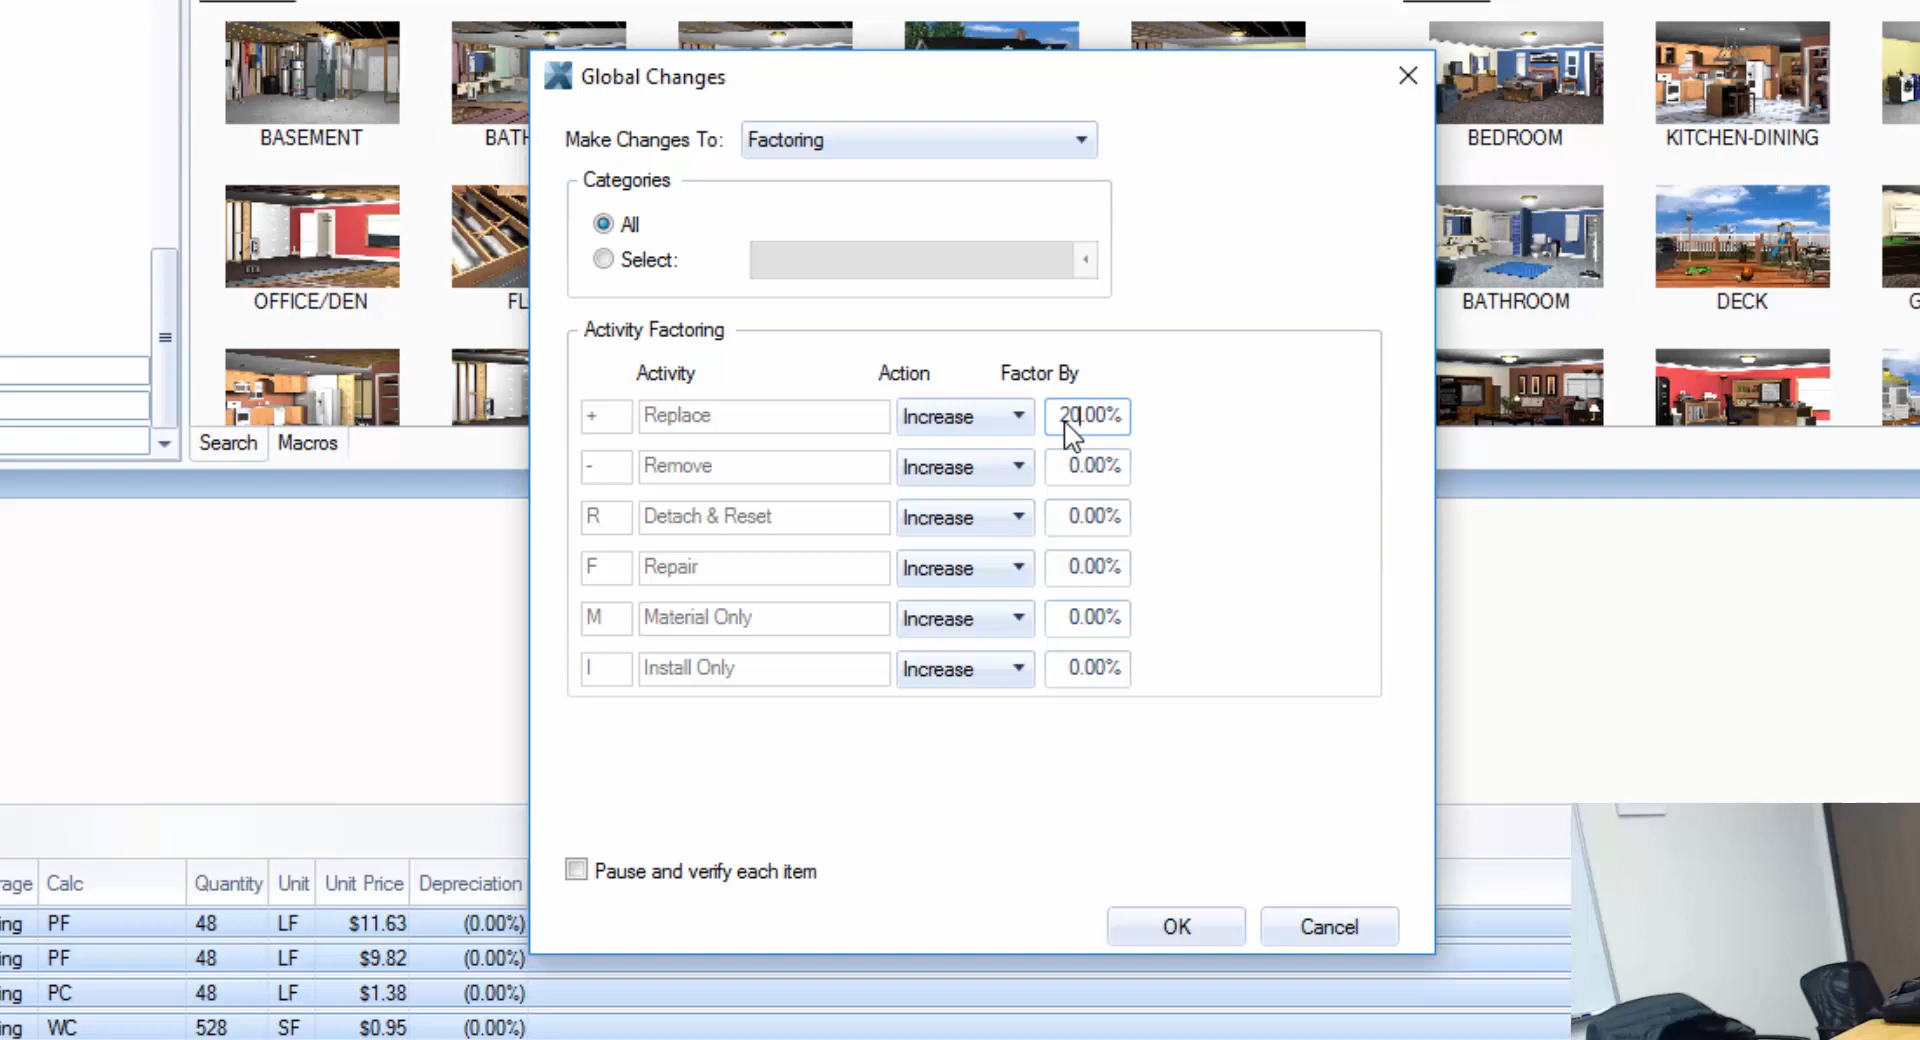 BASEMENT
BATH
BEDROOM
KITCHEN-DINING
OFFICE/DEN
FL
BATHROOM
DECK
G
Search
Macros
Global Changes
Make Changes To:
Factoring
Categories
All
Select:
Activity Factoring
Activity Action Factor By
+ Replace Increase 20.00%
- Remove Increase 0.00%
R Detach & Reset Increase 0.00%
F Repair Increase 0.00%
M Material Only Increase 0.00%
I Install Only Increase 0.00%
Pause and verify each item
OK
Cancel
rage Calc Quantity Unit Unit Price Depreciation
ing PF 48 LF $11.63 (0.00%)
ing PF 48 LF $9.82 (0.00%)
ing PC 48 LF $1.38 (0.00%)
ing WC 528 SF $0.95 (0.00%)